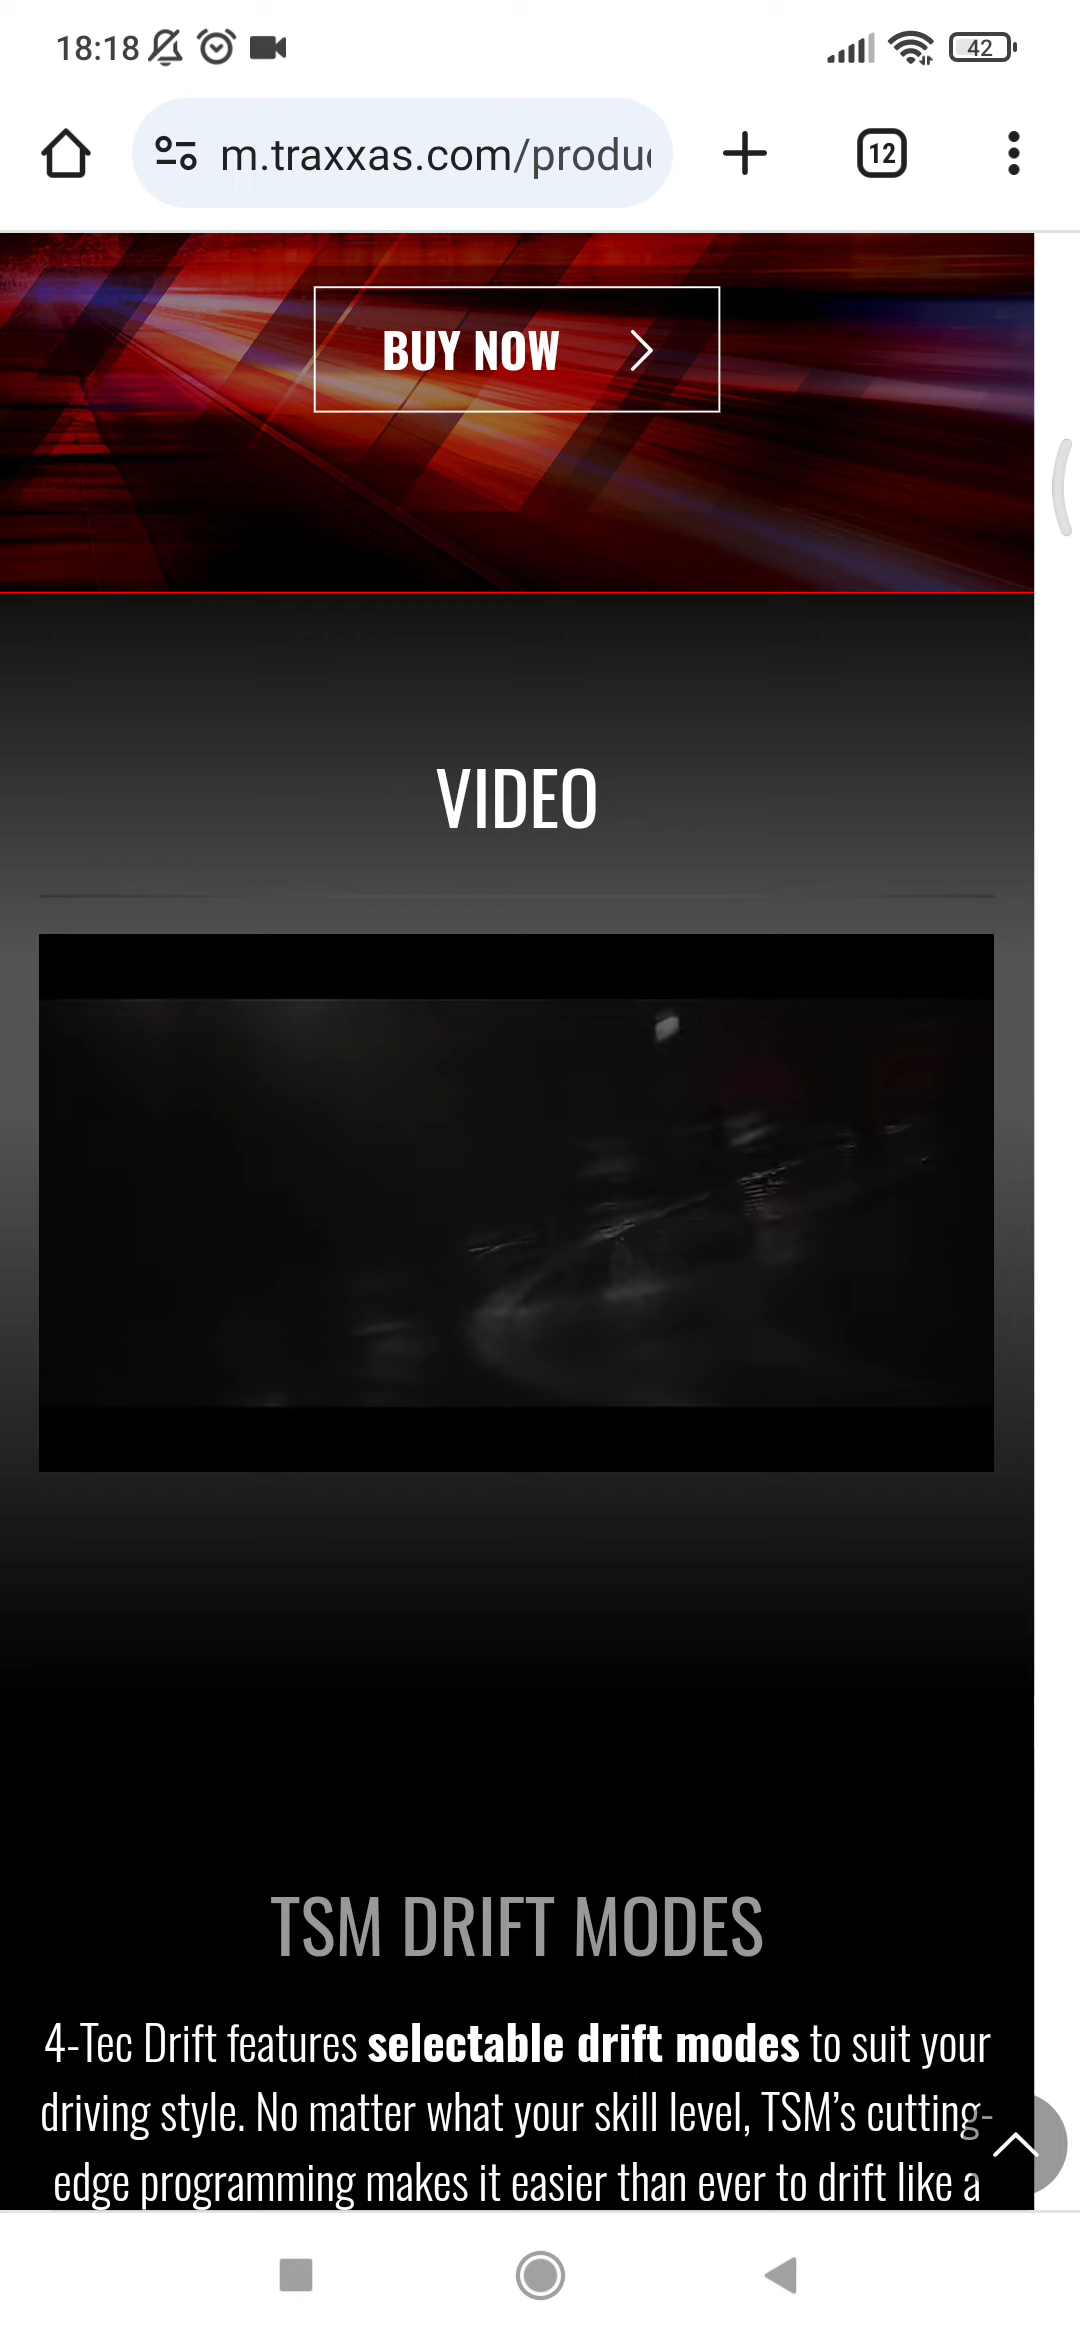 18:18
42
m.traxxas.com/produ
12
BUY NOW
VIDEO
TSM DRIFT MODES
4-Tec Drift features selectable drift modes to suit your
driving style. No matter what your skill level, TSM’s cutting-
edge programming makes it easier than ever to drift like a